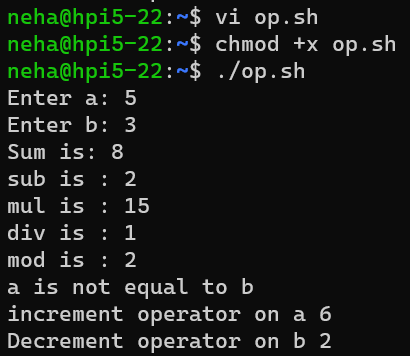 neha@hpi5-22:~$ vi op.sh
neha@hpi5-22:~$ chmod +x op.sh
neha@hpi5-22:~$ ./op.sh
Enter a: 5
Enter b: 3
Sum is: 8
sub is : 2
mul is : 15
div is : 1
mod is : 2
a is not equal to b
increment operator on a 6
Decrement operator on b 2